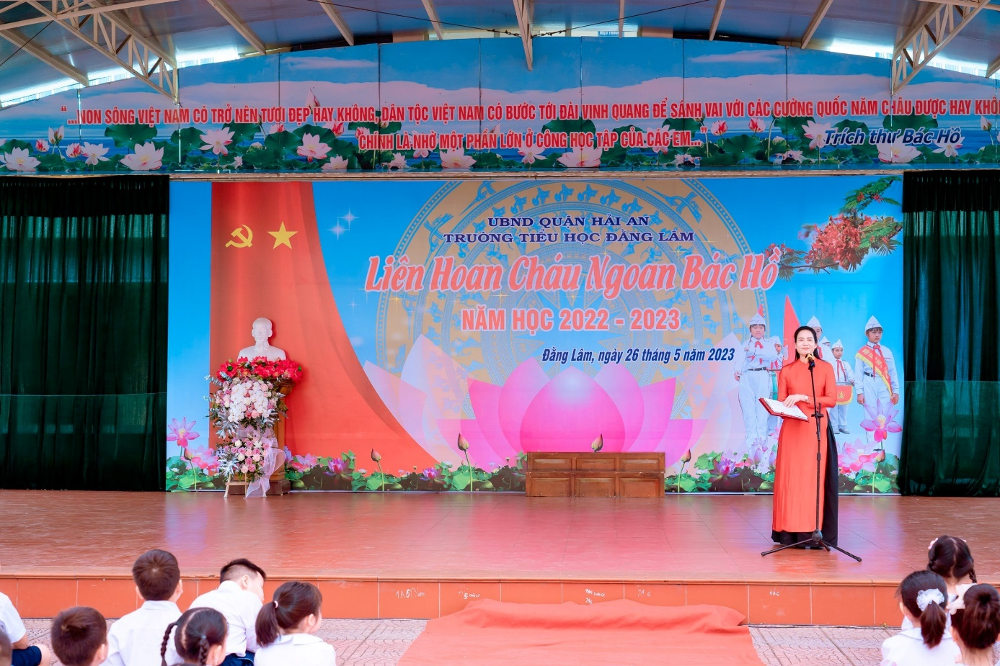 "...NON SÔNG VIỆT NAM CÓ TRỞ NÊN TƯƠI ĐẸP HAY KHÔNG, DÂN TỘC VIỆT NAM CÓ BƯỚC TỚI ĐÀI VINH QUANG ĐỂ SÁNH VAI VỚI CÁC CƯỜNG QUỐC NĂM CHÂU ĐƯỢC HAY KHÔN
CHÍNH LÀ NHỜ MỘT PHẦN LỚN Ở CÔNG HỌC TẬP CỦA CÁC EM..."
Trích thư Bác Hồ
UBND QUẬN HẢI AN
TRƯỜNG TIỂU HỌC ĐẰNG LÂM
Liên Hoan Cháu Ngoan Bác Hồ
NĂM HỌC 2022 - 2023
Đằng Lâm, ngày 26 tháng 5 năm 2023